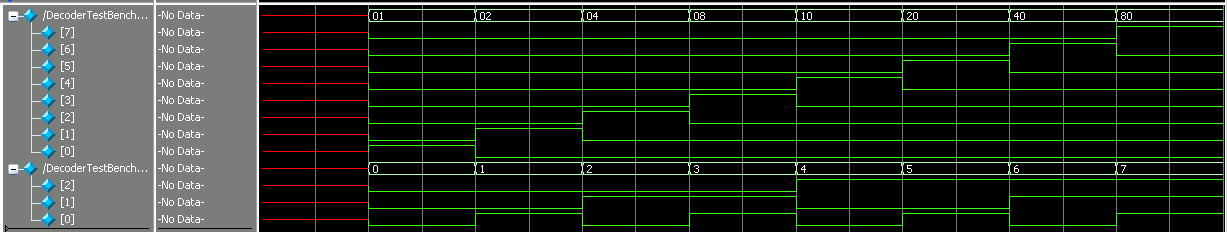 /DecoderTestBench... -No Data- 01 02 04 08 10 20 40 80
[7] -No Data-
[6] -No Data-
[5] -No Data-
[4] -No Data-
[3] -No Data-
[2] -No Data-
[1] -No Data-
[0] -No Data-
/DecoderTestBench... -No Data- 0 1 2 3 4 5 6 7
[2] -No Data-
[1] -No Data-
[0] -No Data-